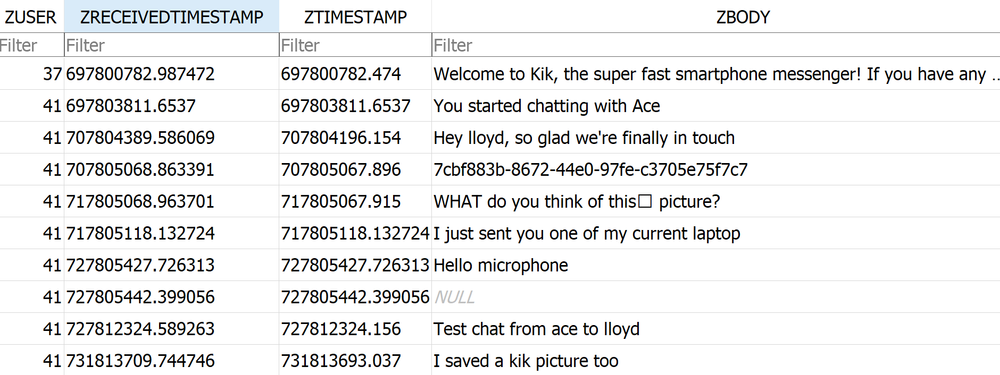 ZUSER ZRECEIVEDTIMESTAMP ZTIMESTAMP ZBODY
Filter Filter Filter Filter
37 697800782.987472 697800782.474 Welcome to Kik, the super fast smartphone messenger! If you have any ...
41 697803811.6537 697803811.6537 You started chatting with Ace
41 707804389.586069 707804196.154 Hey lloyd, so glad we're finally in touch
41 707805068.863391 707805067.896 7cbf883b-8672-44e0-97fe-c3705e75f7c7
41 717805068.963701 717805067.915 WHAT do you think of this□ picture?
41 717805118.132724 717805118.132724 I just sent you one of my current laptop
41 727805427.726313 727805427.726313 Hello microphone
41 727805442.399056 727805442.399056 NULL
41 727812324.589263 727812324.156 Test chat from ace to lloyd
41 731813709.744746 731813693.037 I saved a kik picture too